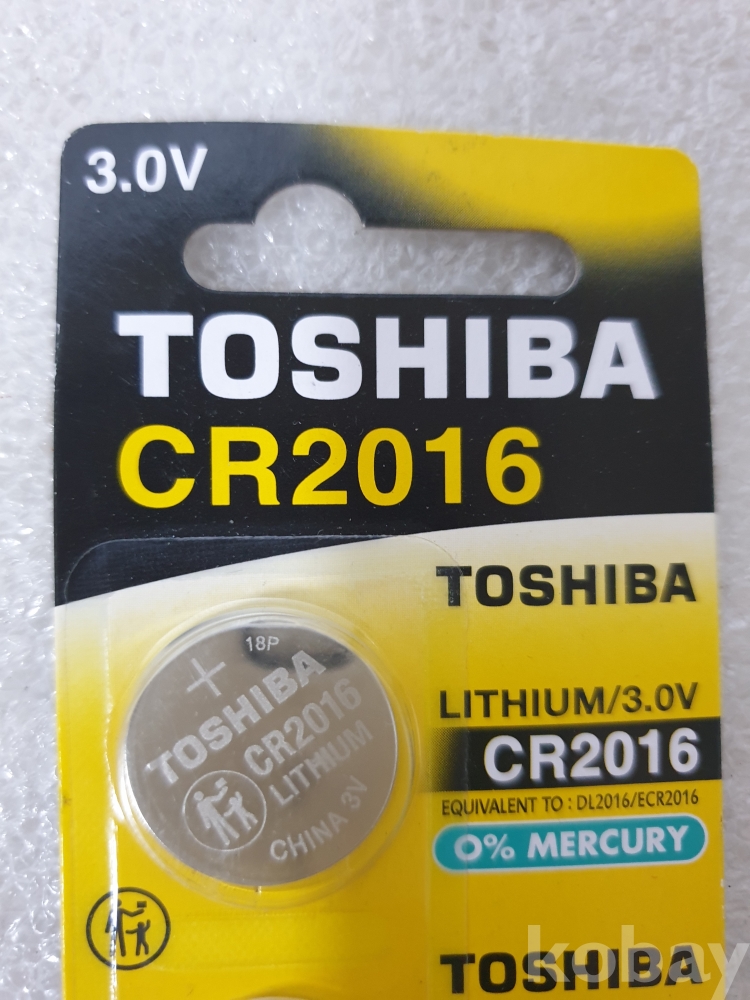 3.0V
TOSHIBA
CR2016
TOSHIBA
LITHIUM/3.0V
CR2016
EQUIVALENT TO : DL2016/ECR2016
0% MERCURY
18P
+
TOSHIBA
CR2016
LITHIUM
CHINA 3V
TOSHIBA
kobay